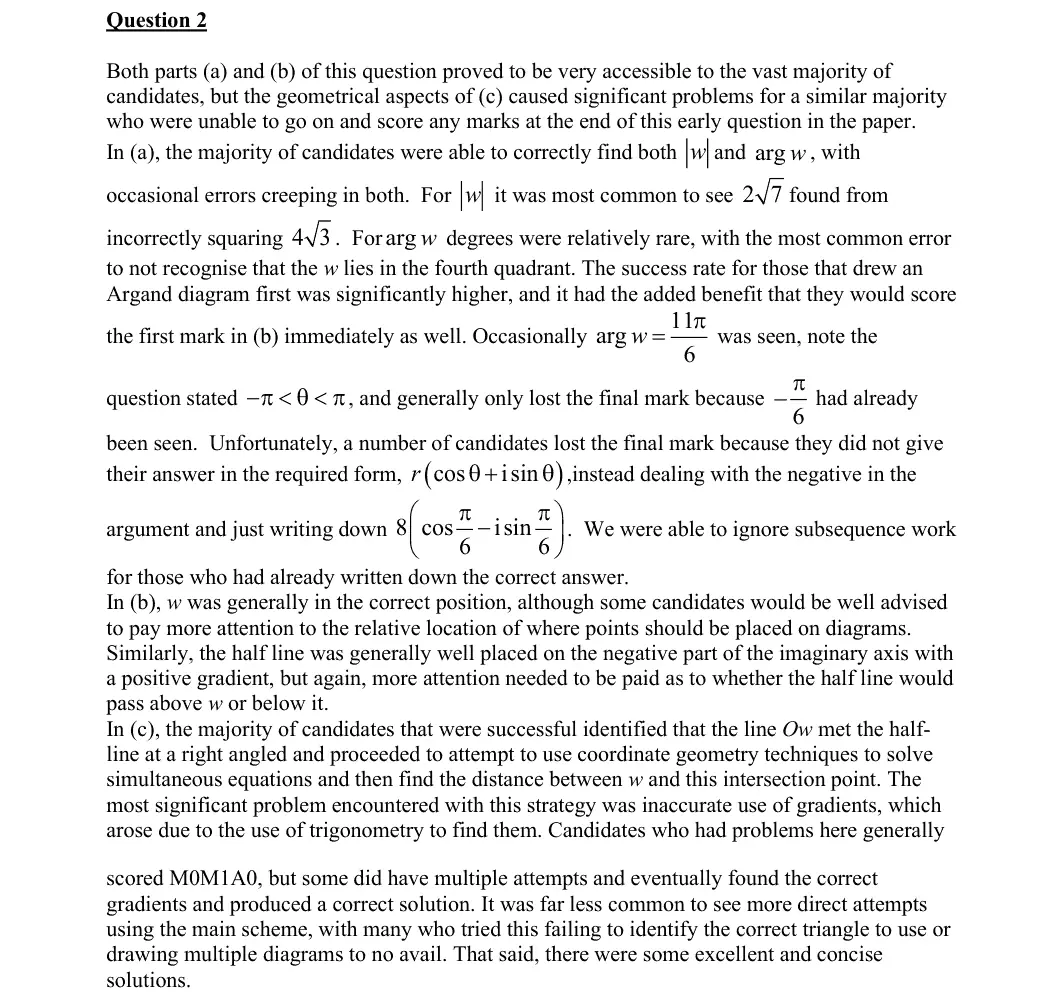 Question 2
Both parts (a) and (b) of this question proved to be very accessible to the vast majority of
candidates, but the geometrical aspects of (c) caused significant problems for a similar majority
who were unable to go on and score any marks at the end of this early question in the paper.
In (a), the majority of candidates were able to correctly find both |w| and arg w, with
occasional errors creeping in both. For |w| it was most common to see 2√7 found from
incorrectly squaring 4√3. For arg w degrees were relatively rare, with the most common error
to not recognise that the w lies in the fourth quadrant. The success rate for those that drew an
Argand diagram first was significantly higher, and it had the added benefit that they would score
the first mark in (b) immediately as well. Occasionally arg w = 11π/6 was seen, note the
question stated −π < θ < π, and generally only lost the final mark because −π/6 had already
been seen. Unfortunately, a number of candidates lost the final mark because they did not give
their answer in the required form, r(cos θ + i sin θ),instead dealing with the negative in the
argument and just writing down 8(cos π/6 − i sin π/6). We were able to ignore subsequence work
for those who had already written down the correct answer.
In (b), w was generally in the correct position, although some candidates would be well advised
to pay more attention to the relative location of where points should be placed on diagrams.
Similarly, the half line was generally well placed on the negative part of the imaginary axis with
a positive gradient, but again, more attention needed to be paid as to whether the half line would
pass above w or below it.
In (c), the majority of candidates that were successful identified that the line Ow met the half-
line at a right angled and proceeded to attempt to use coordinate geometry techniques to solve
simultaneous equations and then find the distance between w and this intersection point. The
most significant problem encountered with this strategy was inaccurate use of gradients, which
arose due to the use of trigonometry to find them. Candidates who had problems here generally
scored M0M1A0, but some did have multiple attempts and eventually found the correct
gradients and produced a correct solution. It was far less common to see more direct attempts
using the main scheme, with many who tried this failing to identify the correct triangle to use or
drawing multiple diagrams to no avail. That said, there were some excellent and concise
solutions.